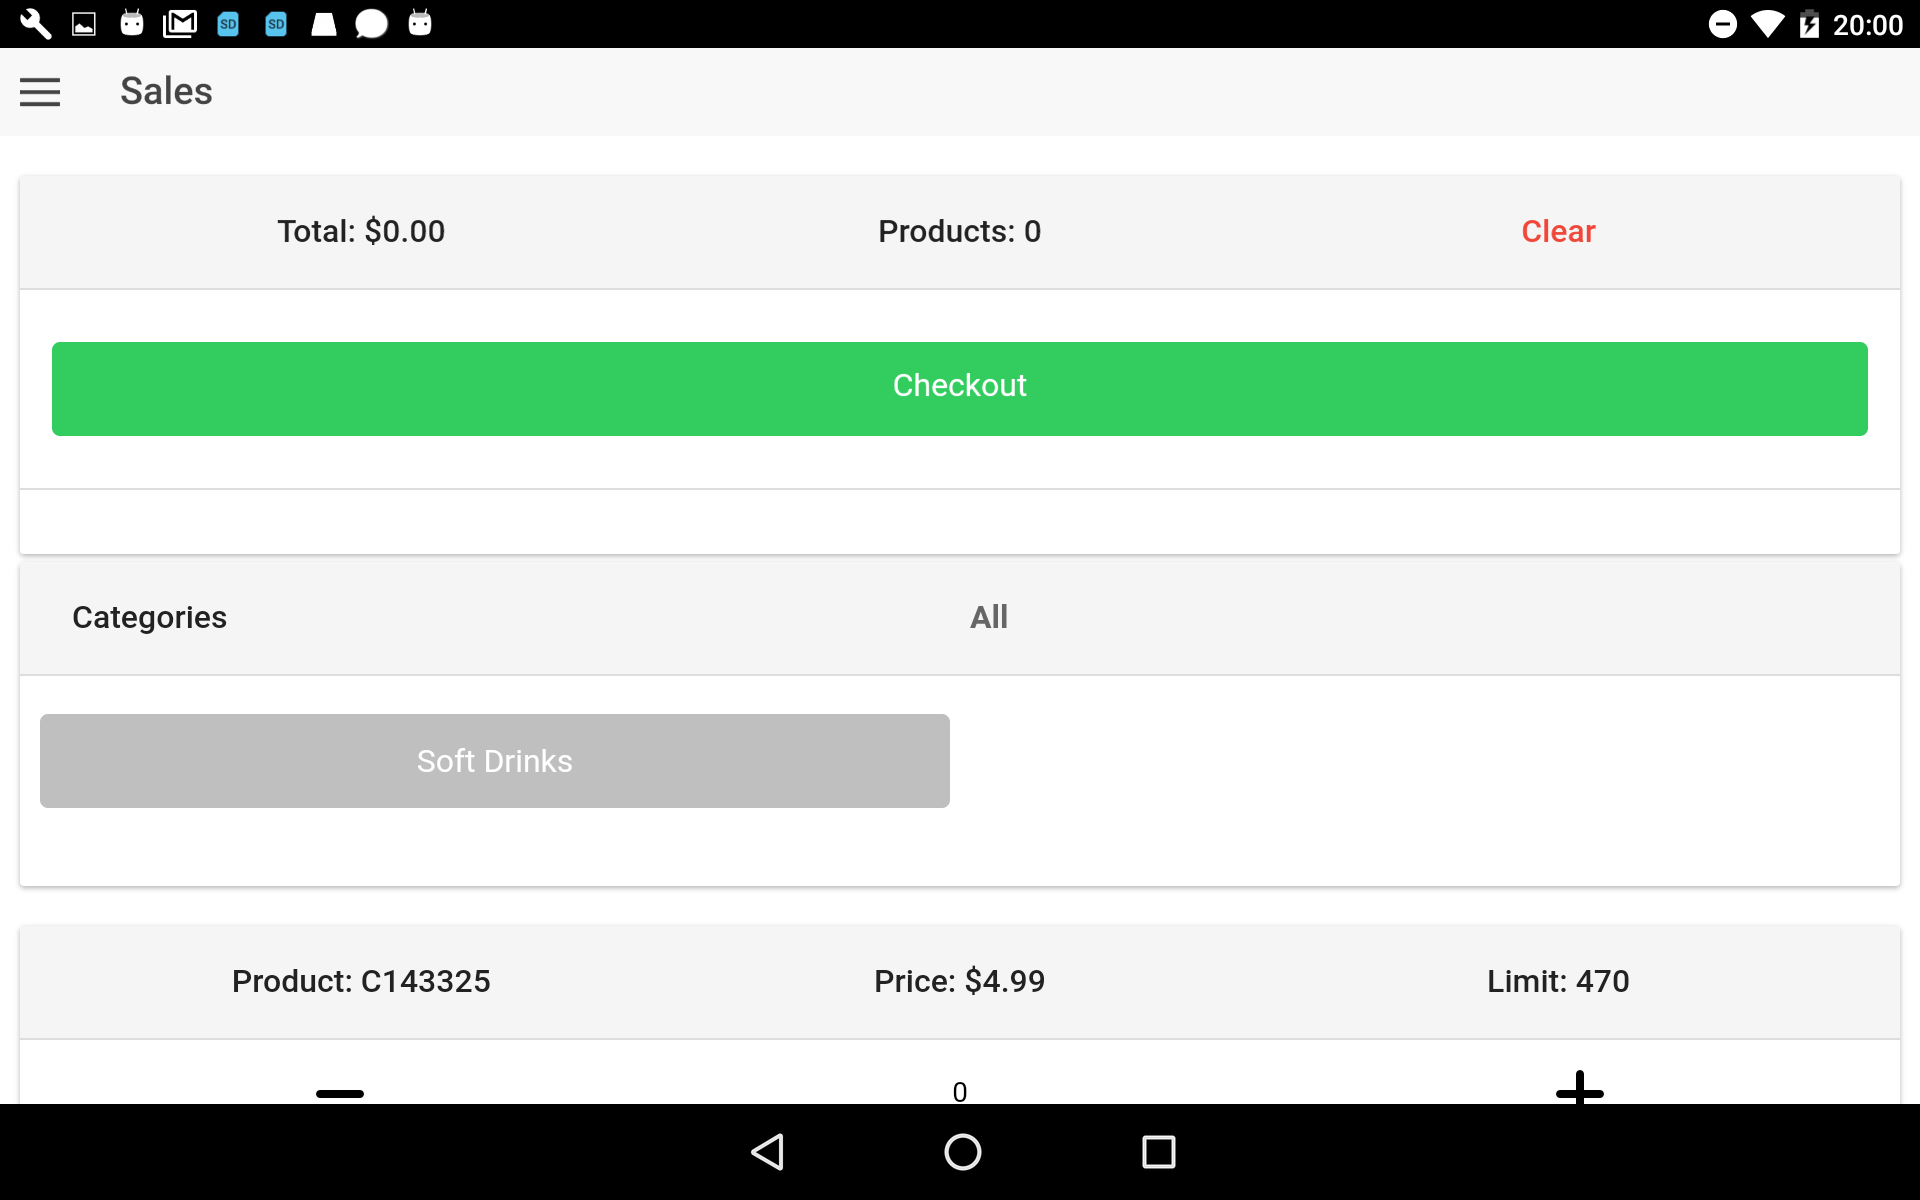 SD SD 20:00
Sales
Total: $0.00 Products: 0 Clear
Checkout
Categories All
Soft Drinks
Product: C143325 Price: $4.99 Limit: 470
0